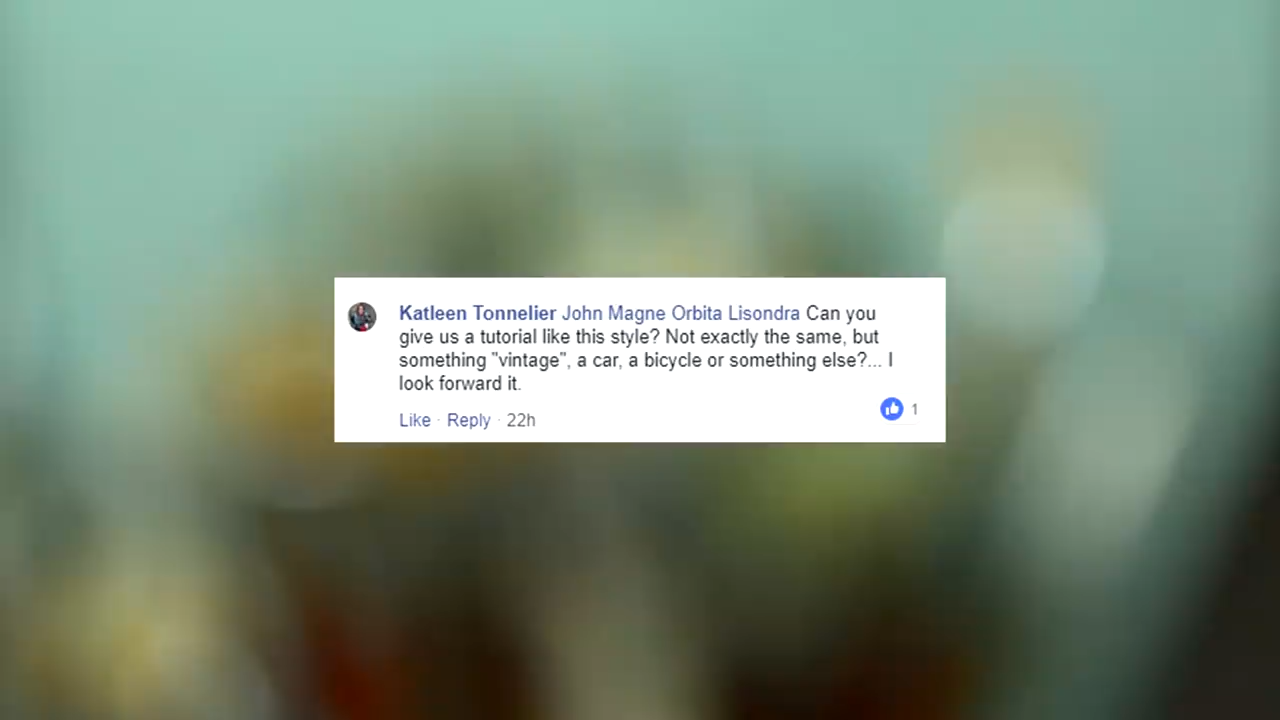 Katleen Tonnelier John Magne Orbita Lisondra Can you
give us a tutorial like this style? Not exactly the same, but
something "vintage", a car, a bicycle or something else?... I
look forward it.
Like · Reply · 22h
1